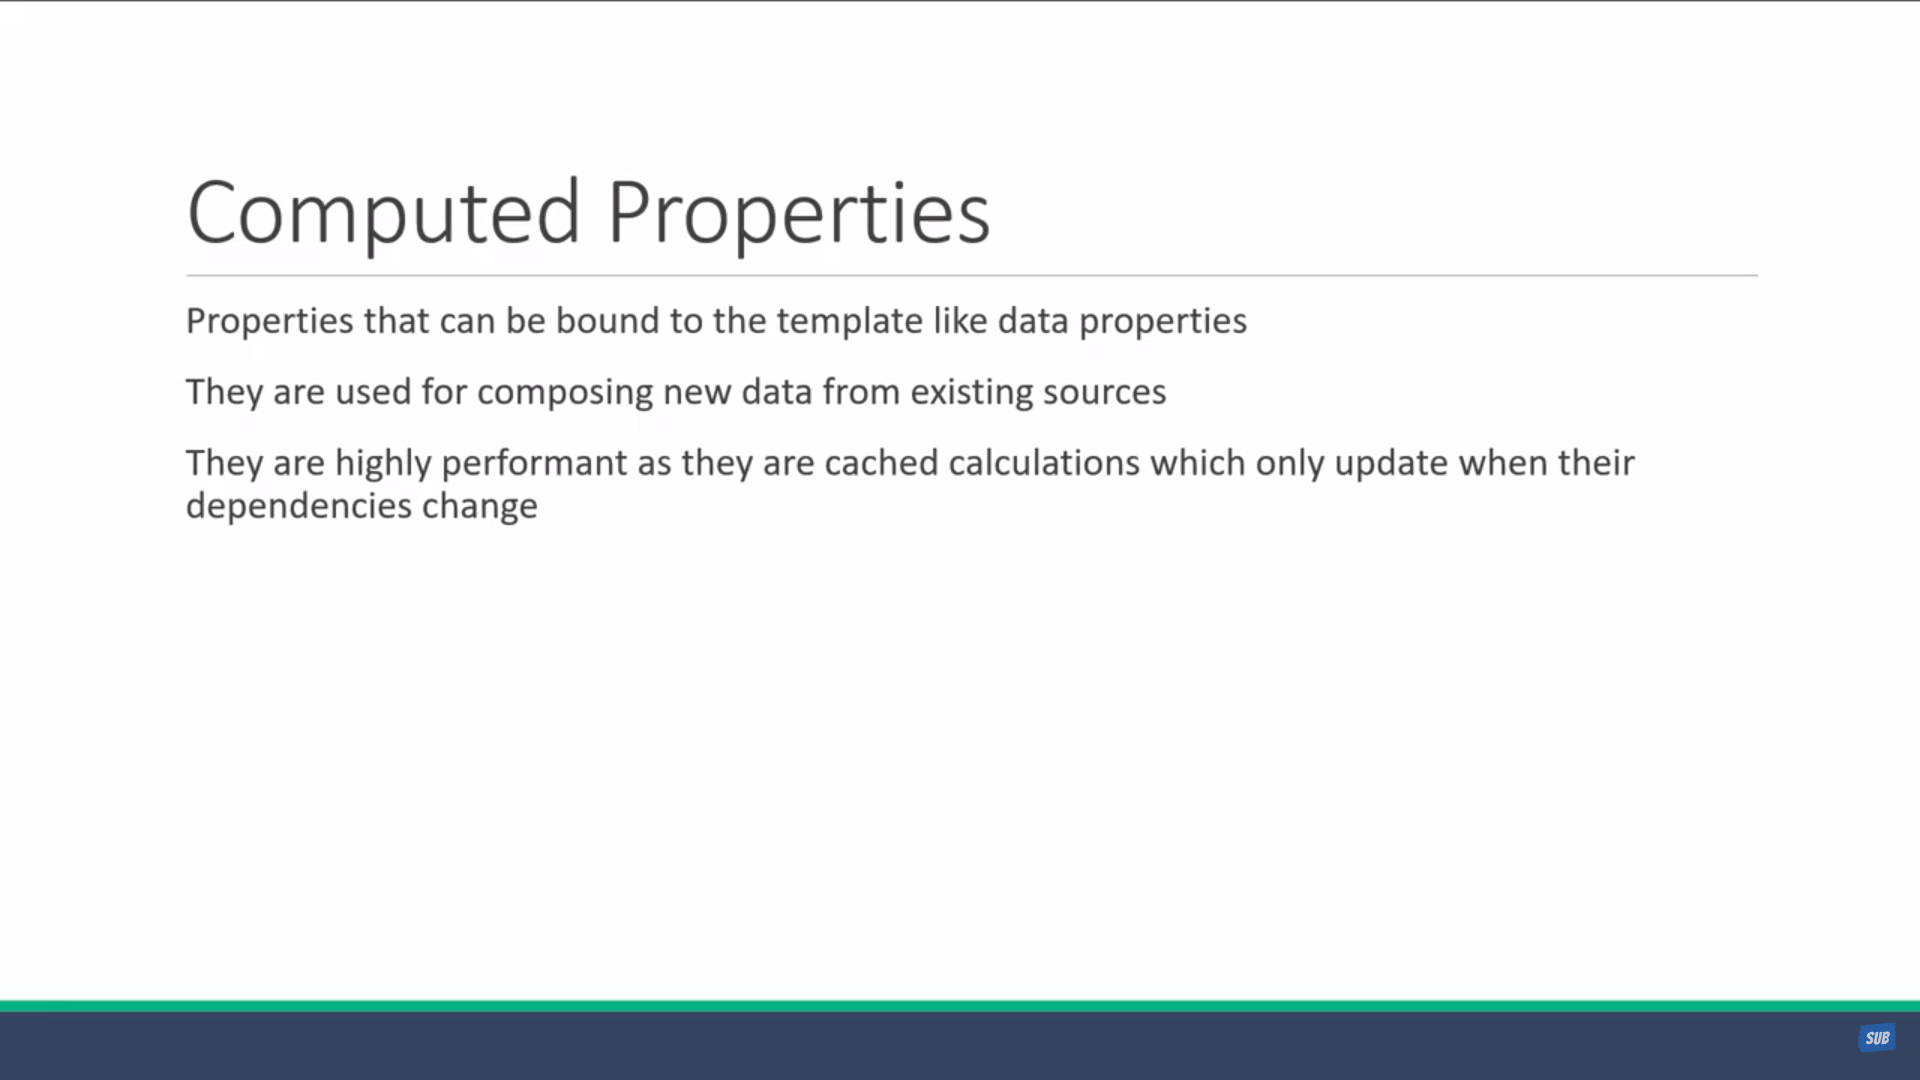 Computed Properties
Properties that can be bound to the template like data properties
They are used for composing new data from existing sources
They are highly performant as they are cached calculations which only update when their
dependencies change
SUB